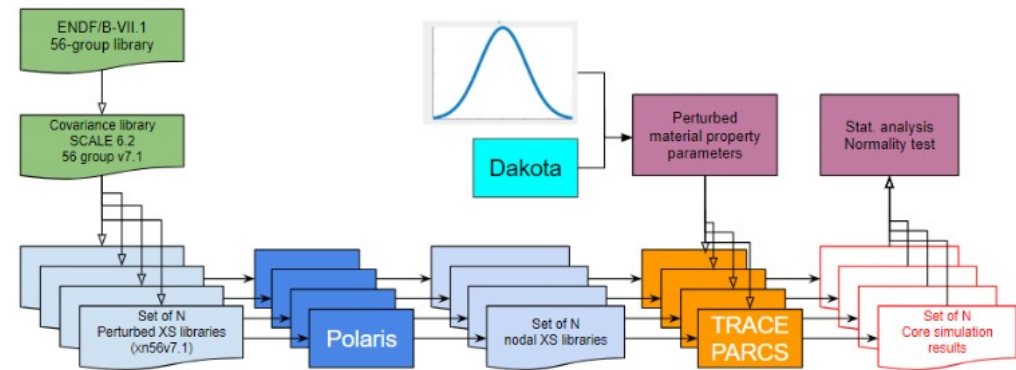 ENDF/B-VII.1
56-group library
Covariance library
SCALE 6.2
56 group v7.1
Dakota
Perturbed
material property
parameters
Stat. analysis
Normality test
Set of N
Perturbed XS libraries
(xn56v7.1)
Polaris
Set of N
nodal XS libraries
TRACE
PARCS
Set of N
Core simulation
results